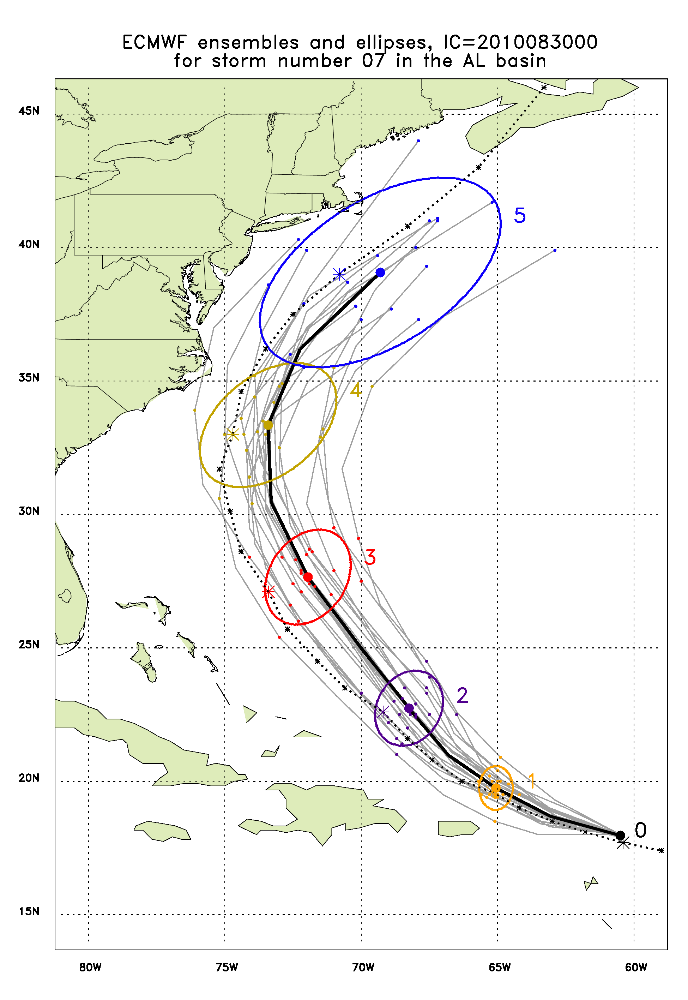 ECMWF ensembles and ellipses, IC=2010083000
for storm number 07 in the AL basin
45N
5
40N
35N
4
30N
3
25N
2
20N
1
0
15N
80W 75W 70W 65W 60W